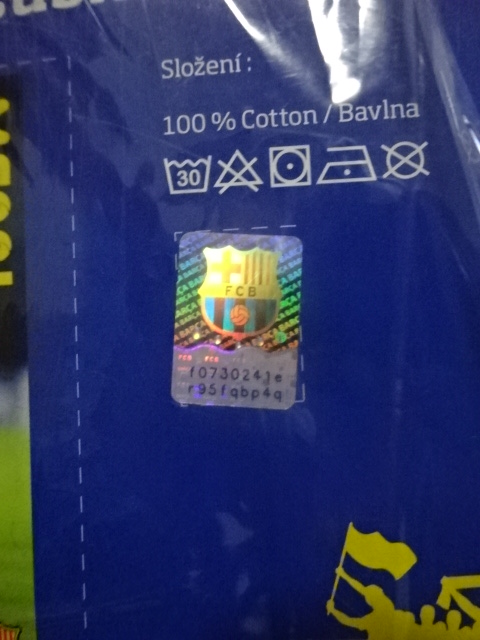 Složení :
100 % Cotton / Bavlna
30
FCB
f0730241e
r95fqbp4q